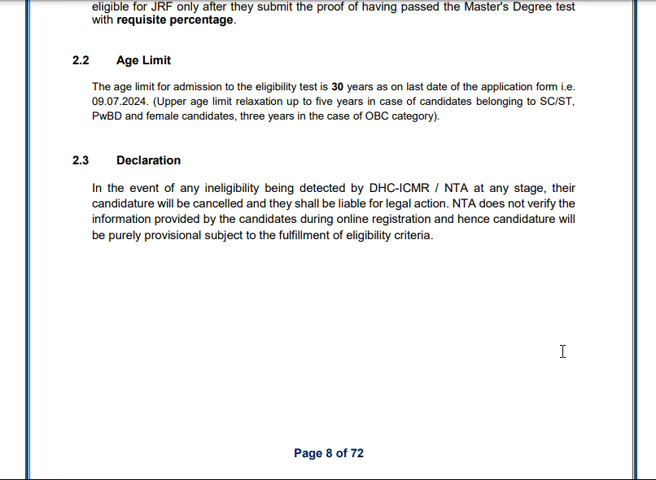 eligible for JRF only after they submit the proof of having passed the Master's Degree test
with requisite percentage.
2.2 Age Limit
The age limit for admission to the eligibility test is 30 years as on last date of the application form i.e.
09.07.2024. (Upper age limit relaxation up to five years in case of candidates belonging to SC/ST,
PwBD and female candidates, three years in the case of OBC category).
2.3 Declaration
In the event of any ineligibility being detected by DHC-ICMR / NTA at any stage, their
candidature will be cancelled and they shall be liable for legal action. NTA does not verify the
information provided by the candidates during online registration and hence candidature will
be purely provisional subject to the fulfillment of eligibility criteria.
Page 8 of 72